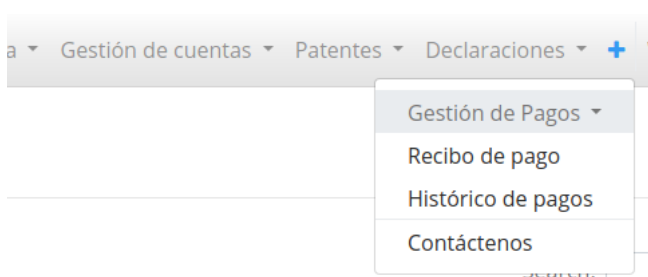 a Gestión de cuentas Patentes Declaraciones +
Gestión de Pagos
Recibo de pago
Histórico de pagos
Contáctenos